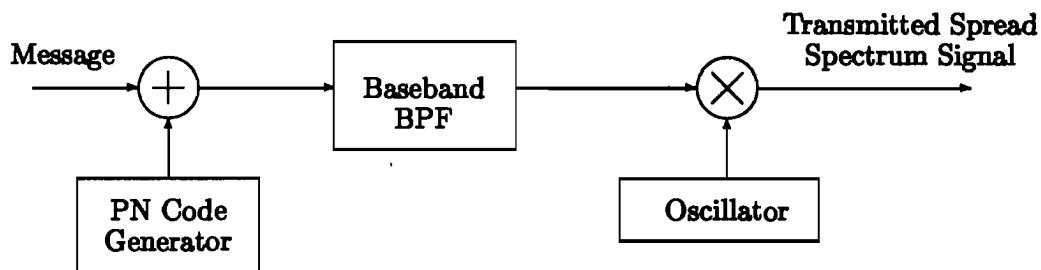 Message
Transmitted Spread
Spectrum Signal
Baseband
BPF
PN Code
Generator
Oscillator